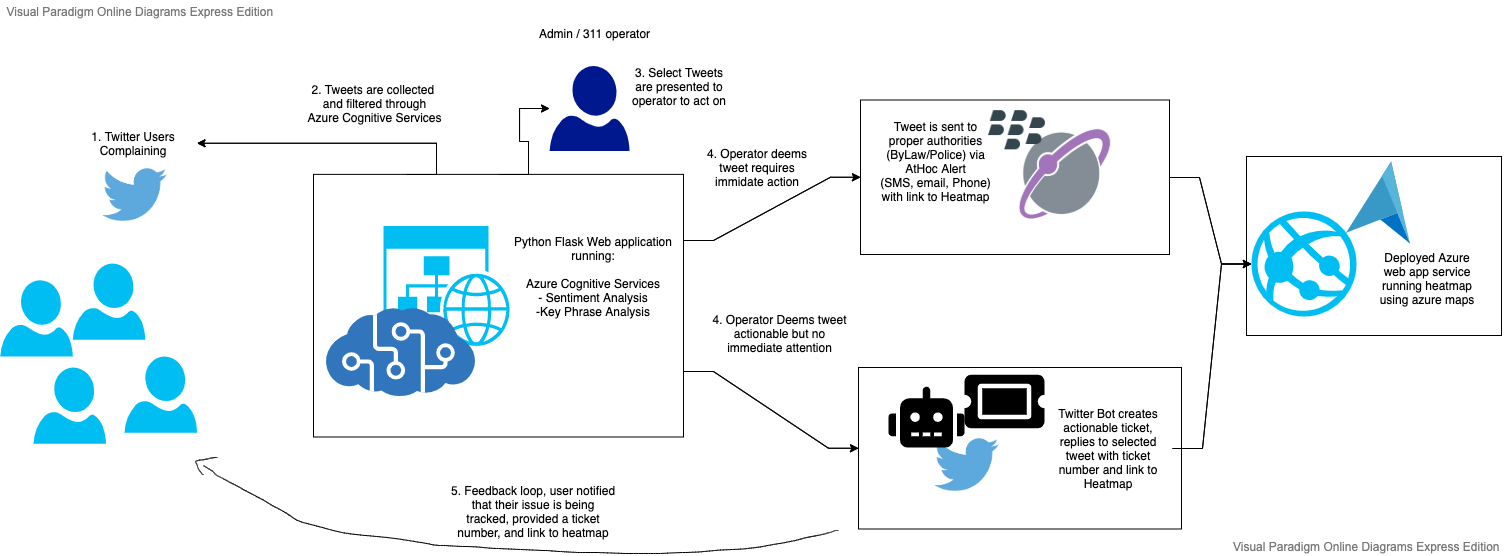 Visual Paradigm Online Diagrams Express Edition
Admin / 311 operator
1. Twitter Users
Complaining
2. Tweets are collected
and filtered through
Azure Cognitive Services
3. Select Tweets
are presented to
operator to act on
Python Flask Web application
running:
Azure Cognitive Services
- Sentiment Analysis
-Key Phrase Analysis
4. Operator deems
tweet requires
immidate action
Tweet is sent to
proper authorities
(ByLaw/Police) via
AtHoc Alert
(SMS, email, Phone)
with link to Heatmap
4. Operator Deems tweet
actionable but no
immediate attention
Twitter Bot creates
actionable ticket,
replies to selected
tweet with ticket
number and link to
Heatmap
Deployed Azure
web app service
running heatmap
using azure maps
5. Feedback loop, user notified
that their issue is being
tracked, provided a ticket
number, and link to heatmap
Visual Paradigm Online Diagrams Express Edition